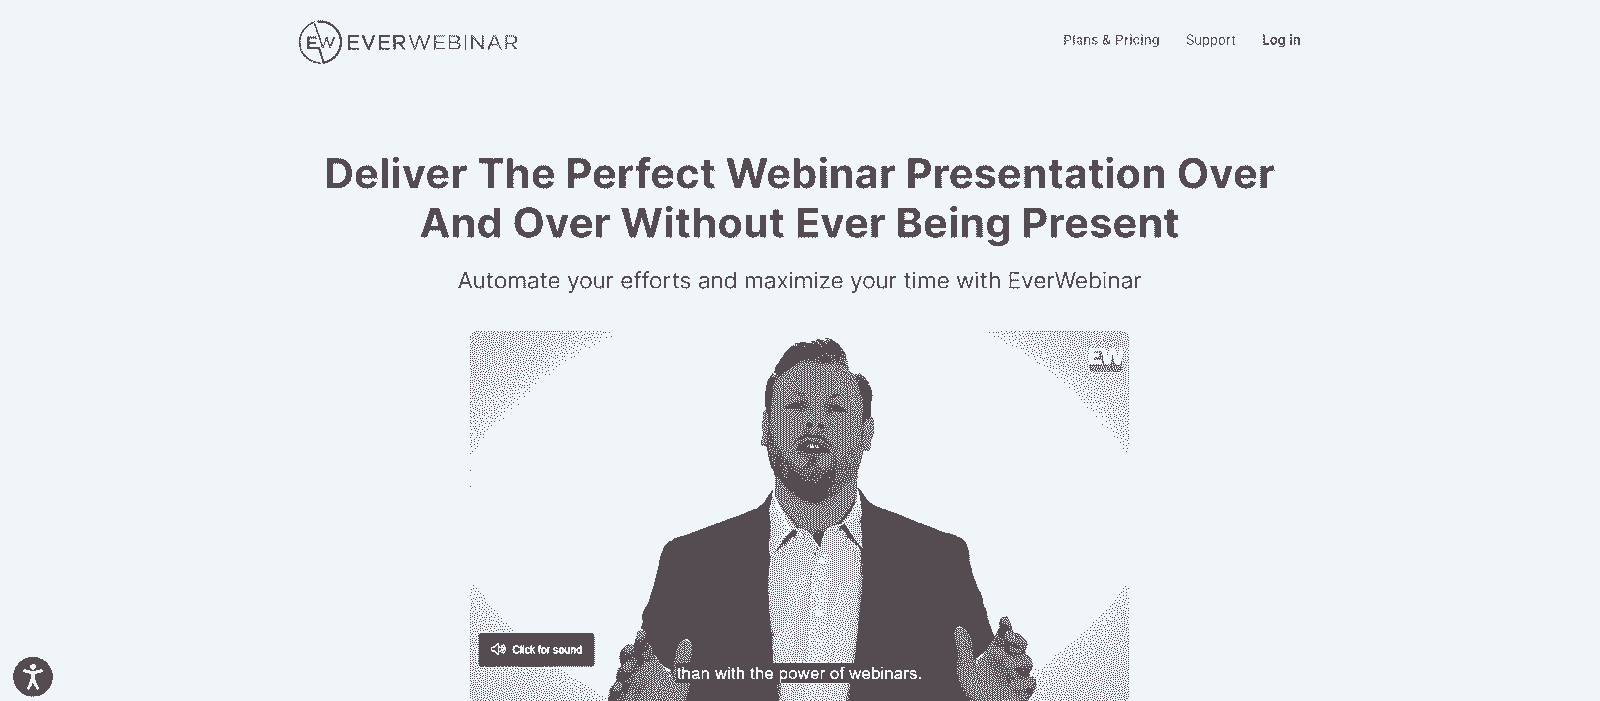 EW EVERWEBINAR
Plans & Pricing
Support
Log in
Deliver The Perfect Webinar Presentation Over
And Over Without Ever Being Present
Automate your efforts and maximize your time with EverWebinar
EW
Click for sound
than with the power of webinars.